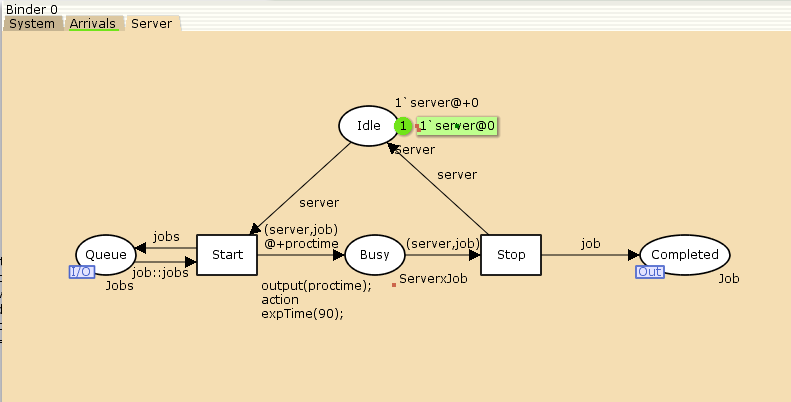 Binder 0
System
Arrivals
Server
1`server@+0
Idle
1
1`server@0
server
server
server
jobs
(server,job)
@+proctime
(server,job)
job
Queue
Start
Busy
Stop
Completed
I/O
job::jobs
Jobs
ServerxJob
Out
Job
output(proctime);
action
expTime(90);